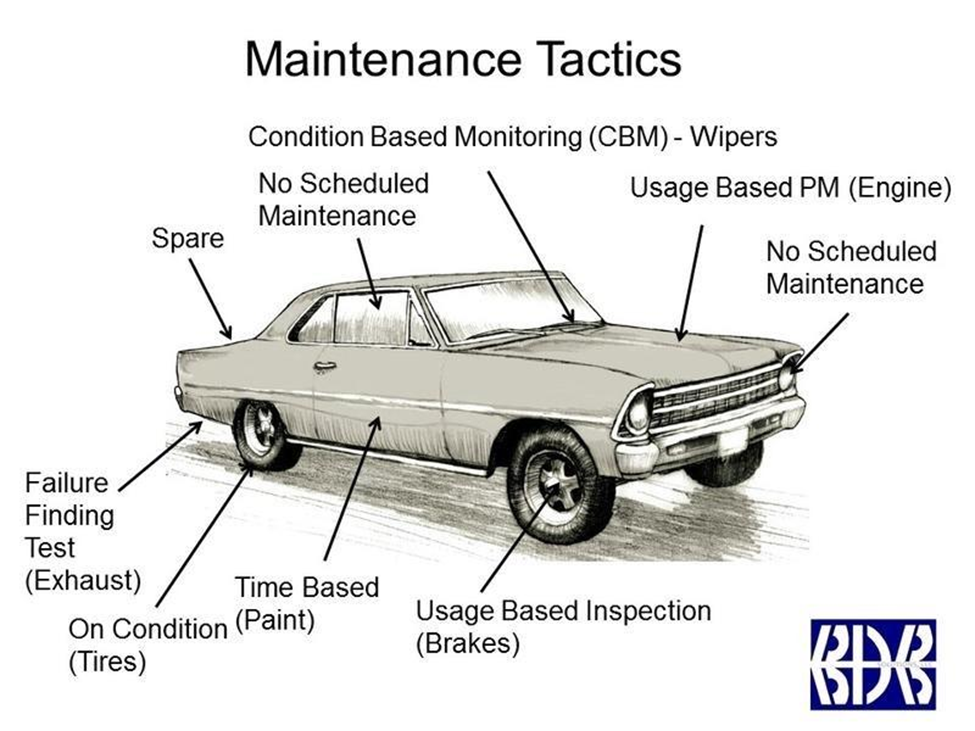 Maintenance Tactics
Condition Based Monitoring (CBM) - Wipers
No Scheduled
Maintenance
Usage Based PM (Engine)
Spare
No Scheduled
Maintenance
Failure
Finding
Test
(Exhaust)
On Condition
(Tires)
Time Based
(Paint)
Usage Based Inspection
(Brakes)
BDB